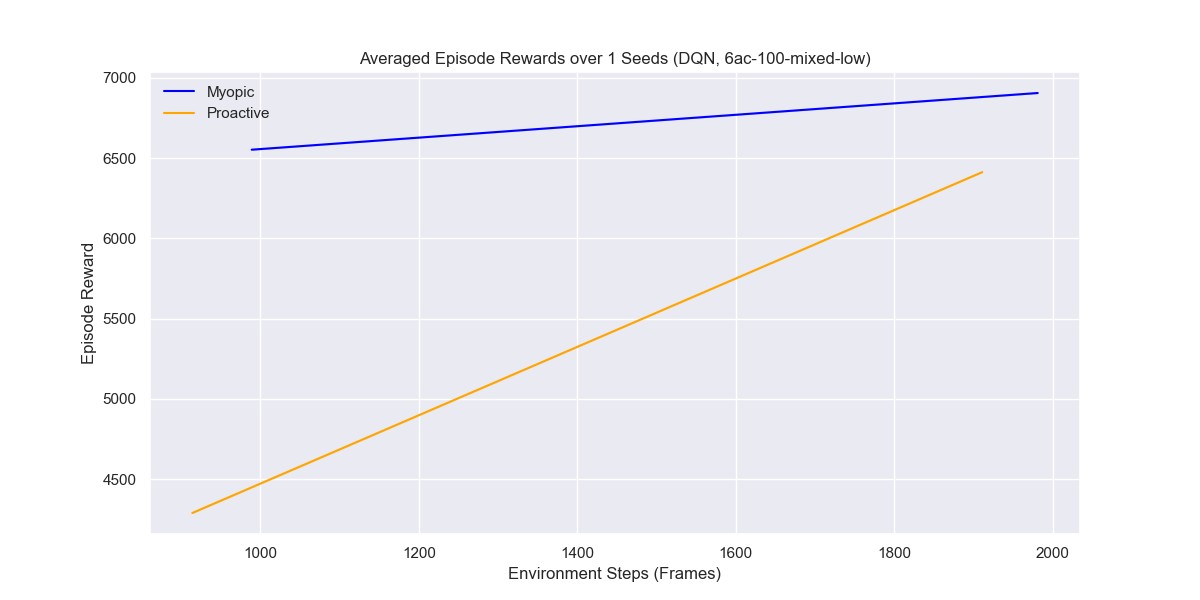 Averaged Episode Rewards over 1 Seeds (DQN, 6ac-100-mixed-low)
7000
6500
6000
5500
5000
4500
Episode Reward
Myopic
Proactive
1000
1200
1400
1600
1800
2000
Environment Steps (Frames)